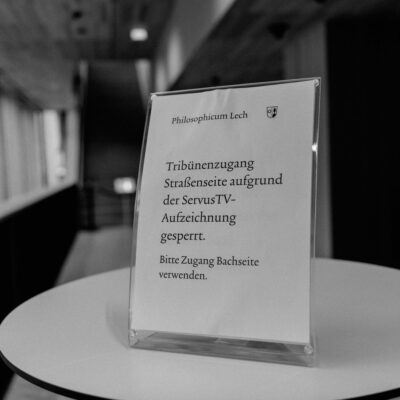 Philosophicum Lech
Tribünenzugang
Straßenseite aufgrund
der ServusTV-
Aufzeichnung
gesperrt.
Bitte Zugang Bachseite
verwenden.